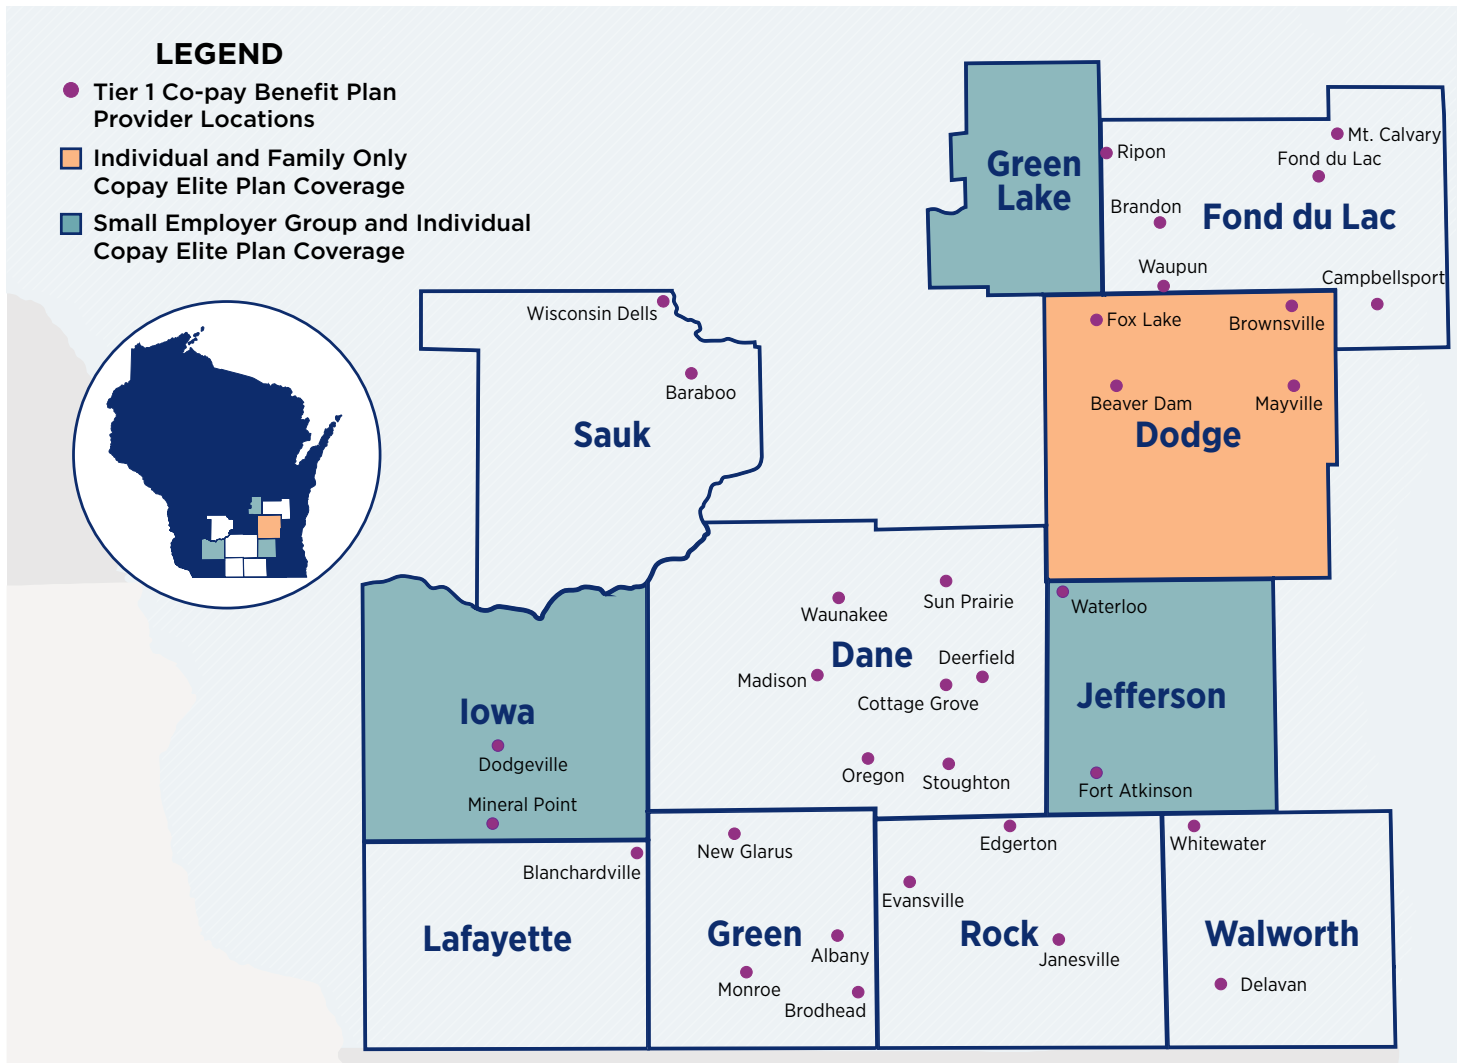 LEGEND
Tier 1 Co-pay Benefit Plan
Provider Locations
Individual and Family Only
Copay Elite Plan Coverage
Small Employer Group and Individual
Copay Elite Plan Coverage
Green
Lake
Mt. Calvary
Ripon
Fond du Lac
Brandon
Fond du Lac
Waupun
Campbellsport
Wisconsin Dells
Fox Lake
Brownsville
Baraboo
Beaver Dam
Mayville
Sauk
Dodge
Sun Prairie
Waterloo
Waunakee
Dane
Deerfield
Madison
Cottage Grove
Jefferson
Iowa
Dodgeville
Oregon
Stoughton
Fort Atkinson
Mineral Point
Edgerton
Whitewater
New Glarus
Blanchardville
Evansville
Lafayette
Green
Rock
Walworth
Albany
Janesville
Monroe
Delavan
Brodhead